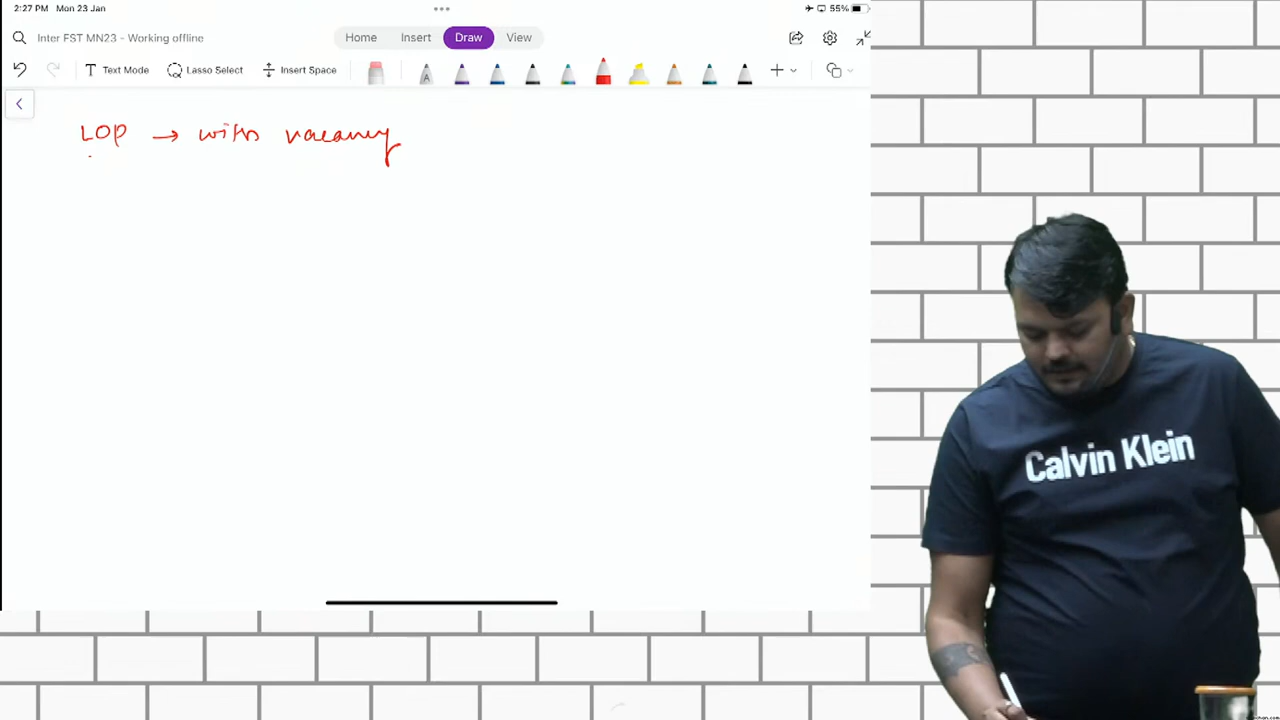 2:27 PM Mon 23 Jan
55%
Inter FST MN23 - Working offline
Home Insert Draw View
Text Mode Lasso Select Insert Space
A
LOP → with vacancy
Calvin Klein